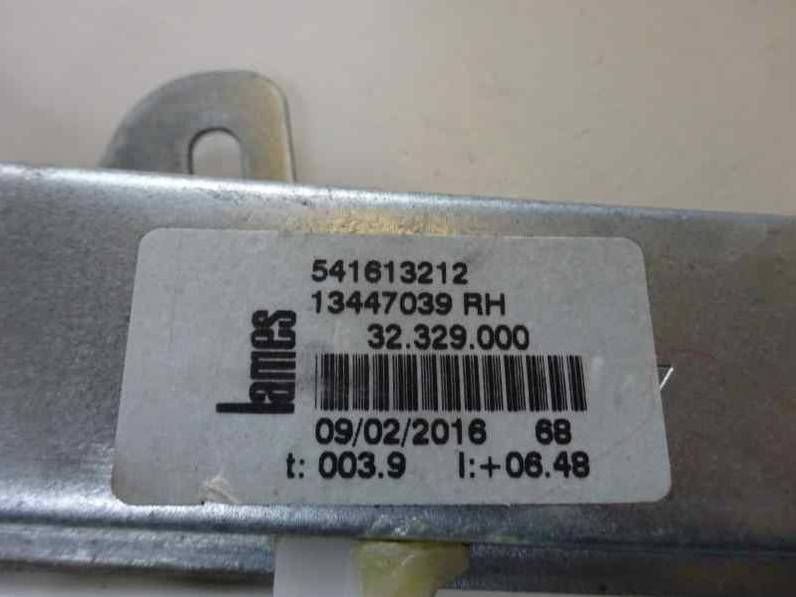 541613212
13447039 RH
32.329.000
Lames
09/02/2016 68
t: 003.9 I:+06.48